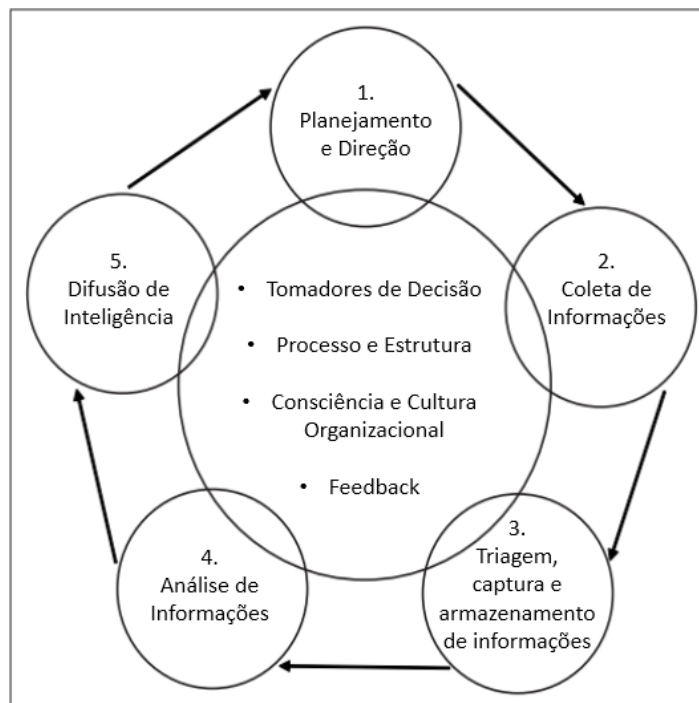 1.
Planejamento
e Direção
2.
Coleta de
Informações
3.
Triagem,
captura e
armazenamento
de informações
4.
Análise de
Informações
5.
Difusão de
Inteligência
• Tomadores de Decisão
• Processo e Estrutura
• Consciência e Cultura
Organizacional
• Feedback